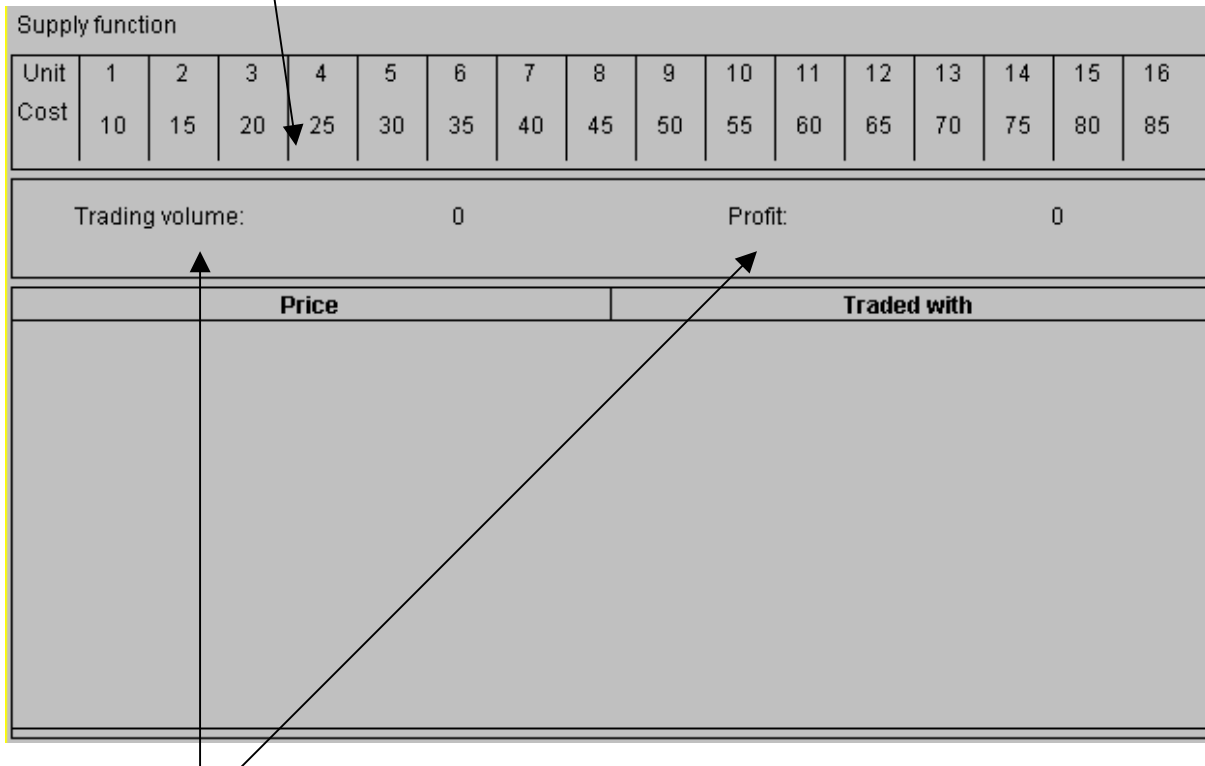 Supply function
Unit 1 2 3 4 5 6 7 8 9 10 11 12 13 14 15 16
Cost 10 15 20 25 30 35 40 45 50 55 60 65 70 75 80 85
Trading volume: 0 Profit: 0
Price Traded with